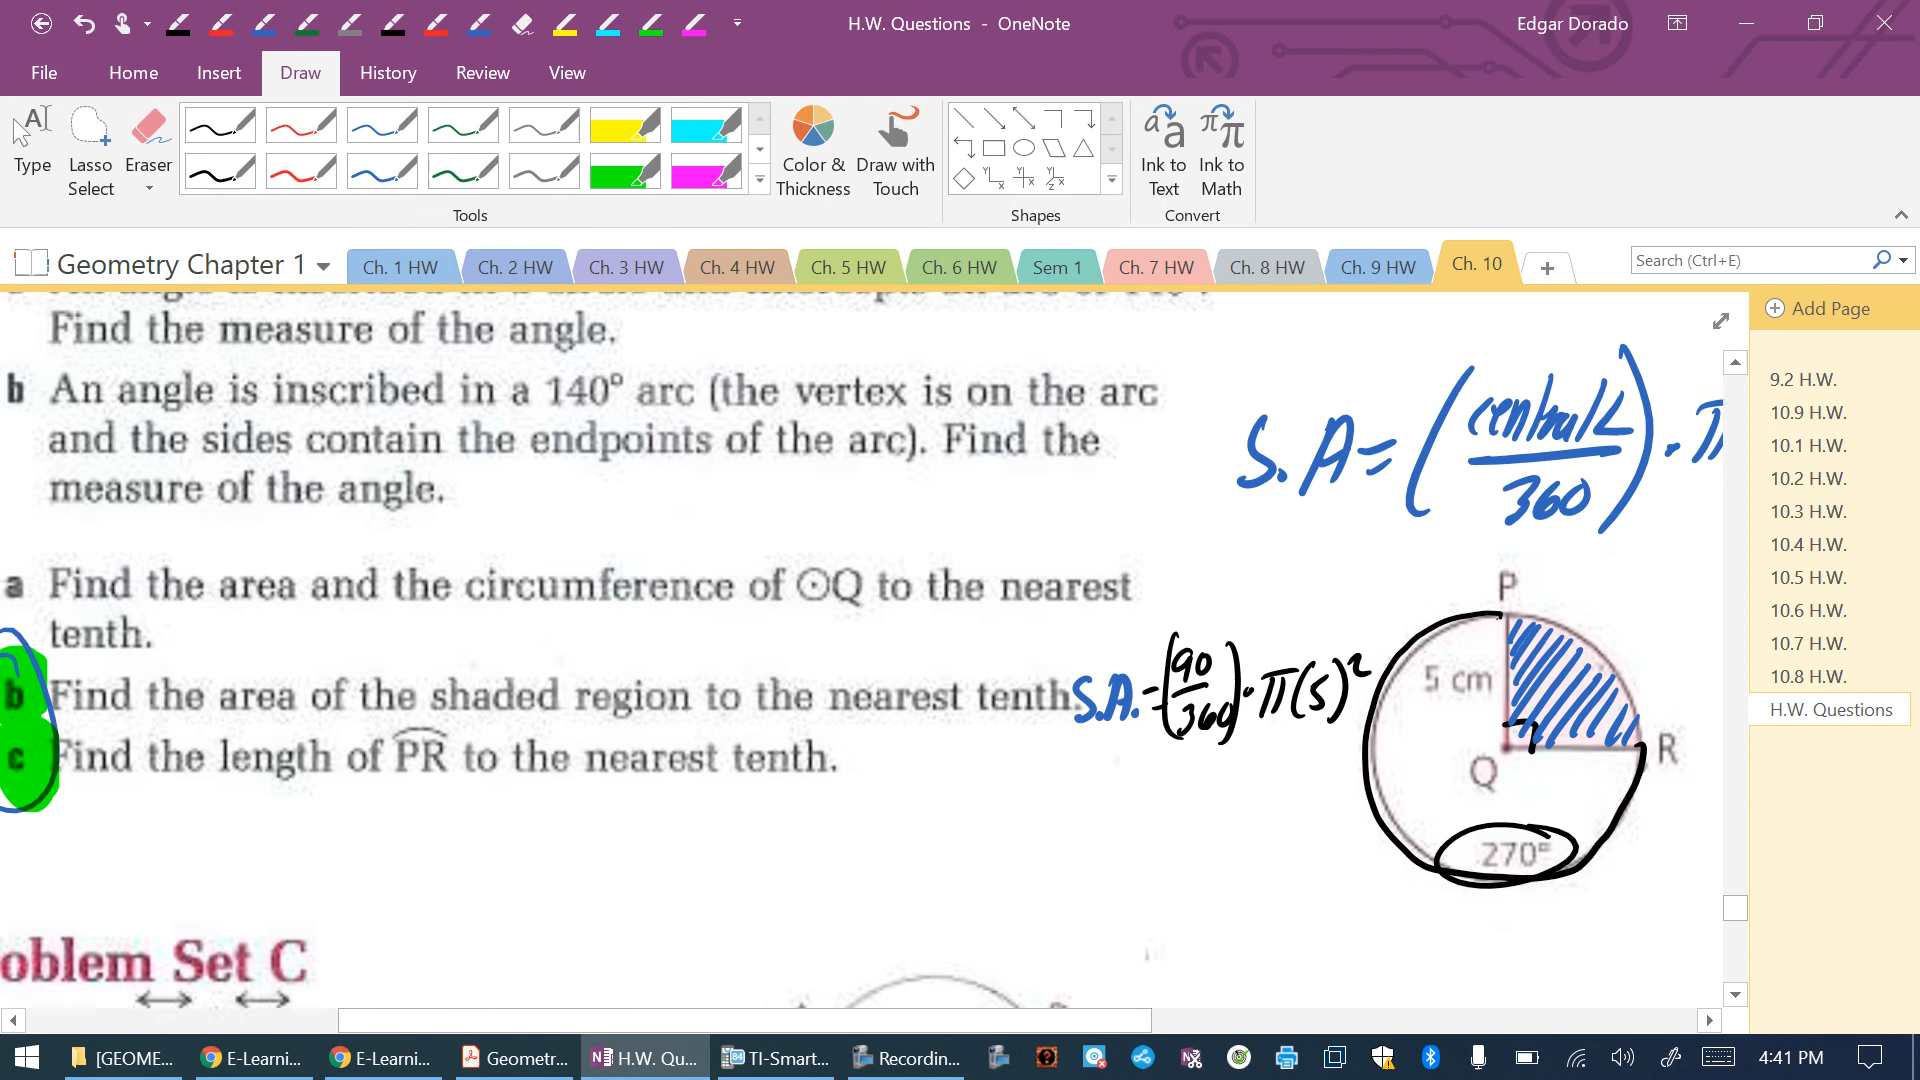 H.W. Questions - OneNote
Edgar Dorado
File Home Insert Draw History Review View
Type
Lasso Select
Eraser
Color & Thickness
Draw with Touch
Ink to Text
Ink to Math
Tools
Shapes
Convert
Geometry Chapter 1
Ch. 1 HW Ch. 2 HW Ch. 3 HW Ch. 4 HW Ch. 5 HW Ch. 6 HW Sem 1 Ch. 7 HW Ch. 8 HW Ch. 9 HW Ch. 10
Search (Ctrl+E)
Add Page
9.2 H.W.
10.9 H.W.
10.1 H.W.
10.2 H.W.
10.3 H.W.
10.4 H.W.
10.5 H.W.
10.6 H.W.
10.7 H.W.
10.8 H.W.
H.W. Questions
Find the measure of the angle.
b An angle is inscribed in a 140° arc (the vertex is on the arc
and the sides contain the endpoints of the arc). Find the
measure of the angle.
S.A = (central∠/360) · π
a Find the area and the circumference of ⊙Q to the nearest
tenth.
b Find the area of the shaded region to the nearest tenth.
S.A. = (90/360) · π(5)²
c Find the length of PR to the nearest tenth.
P
5 cm
Q
R
270°
oblem Set C
[GEOME... E-Learni... E-Learni... Geometr... H.W. Qu... TI-Smart... Recordin... 4:41 PM